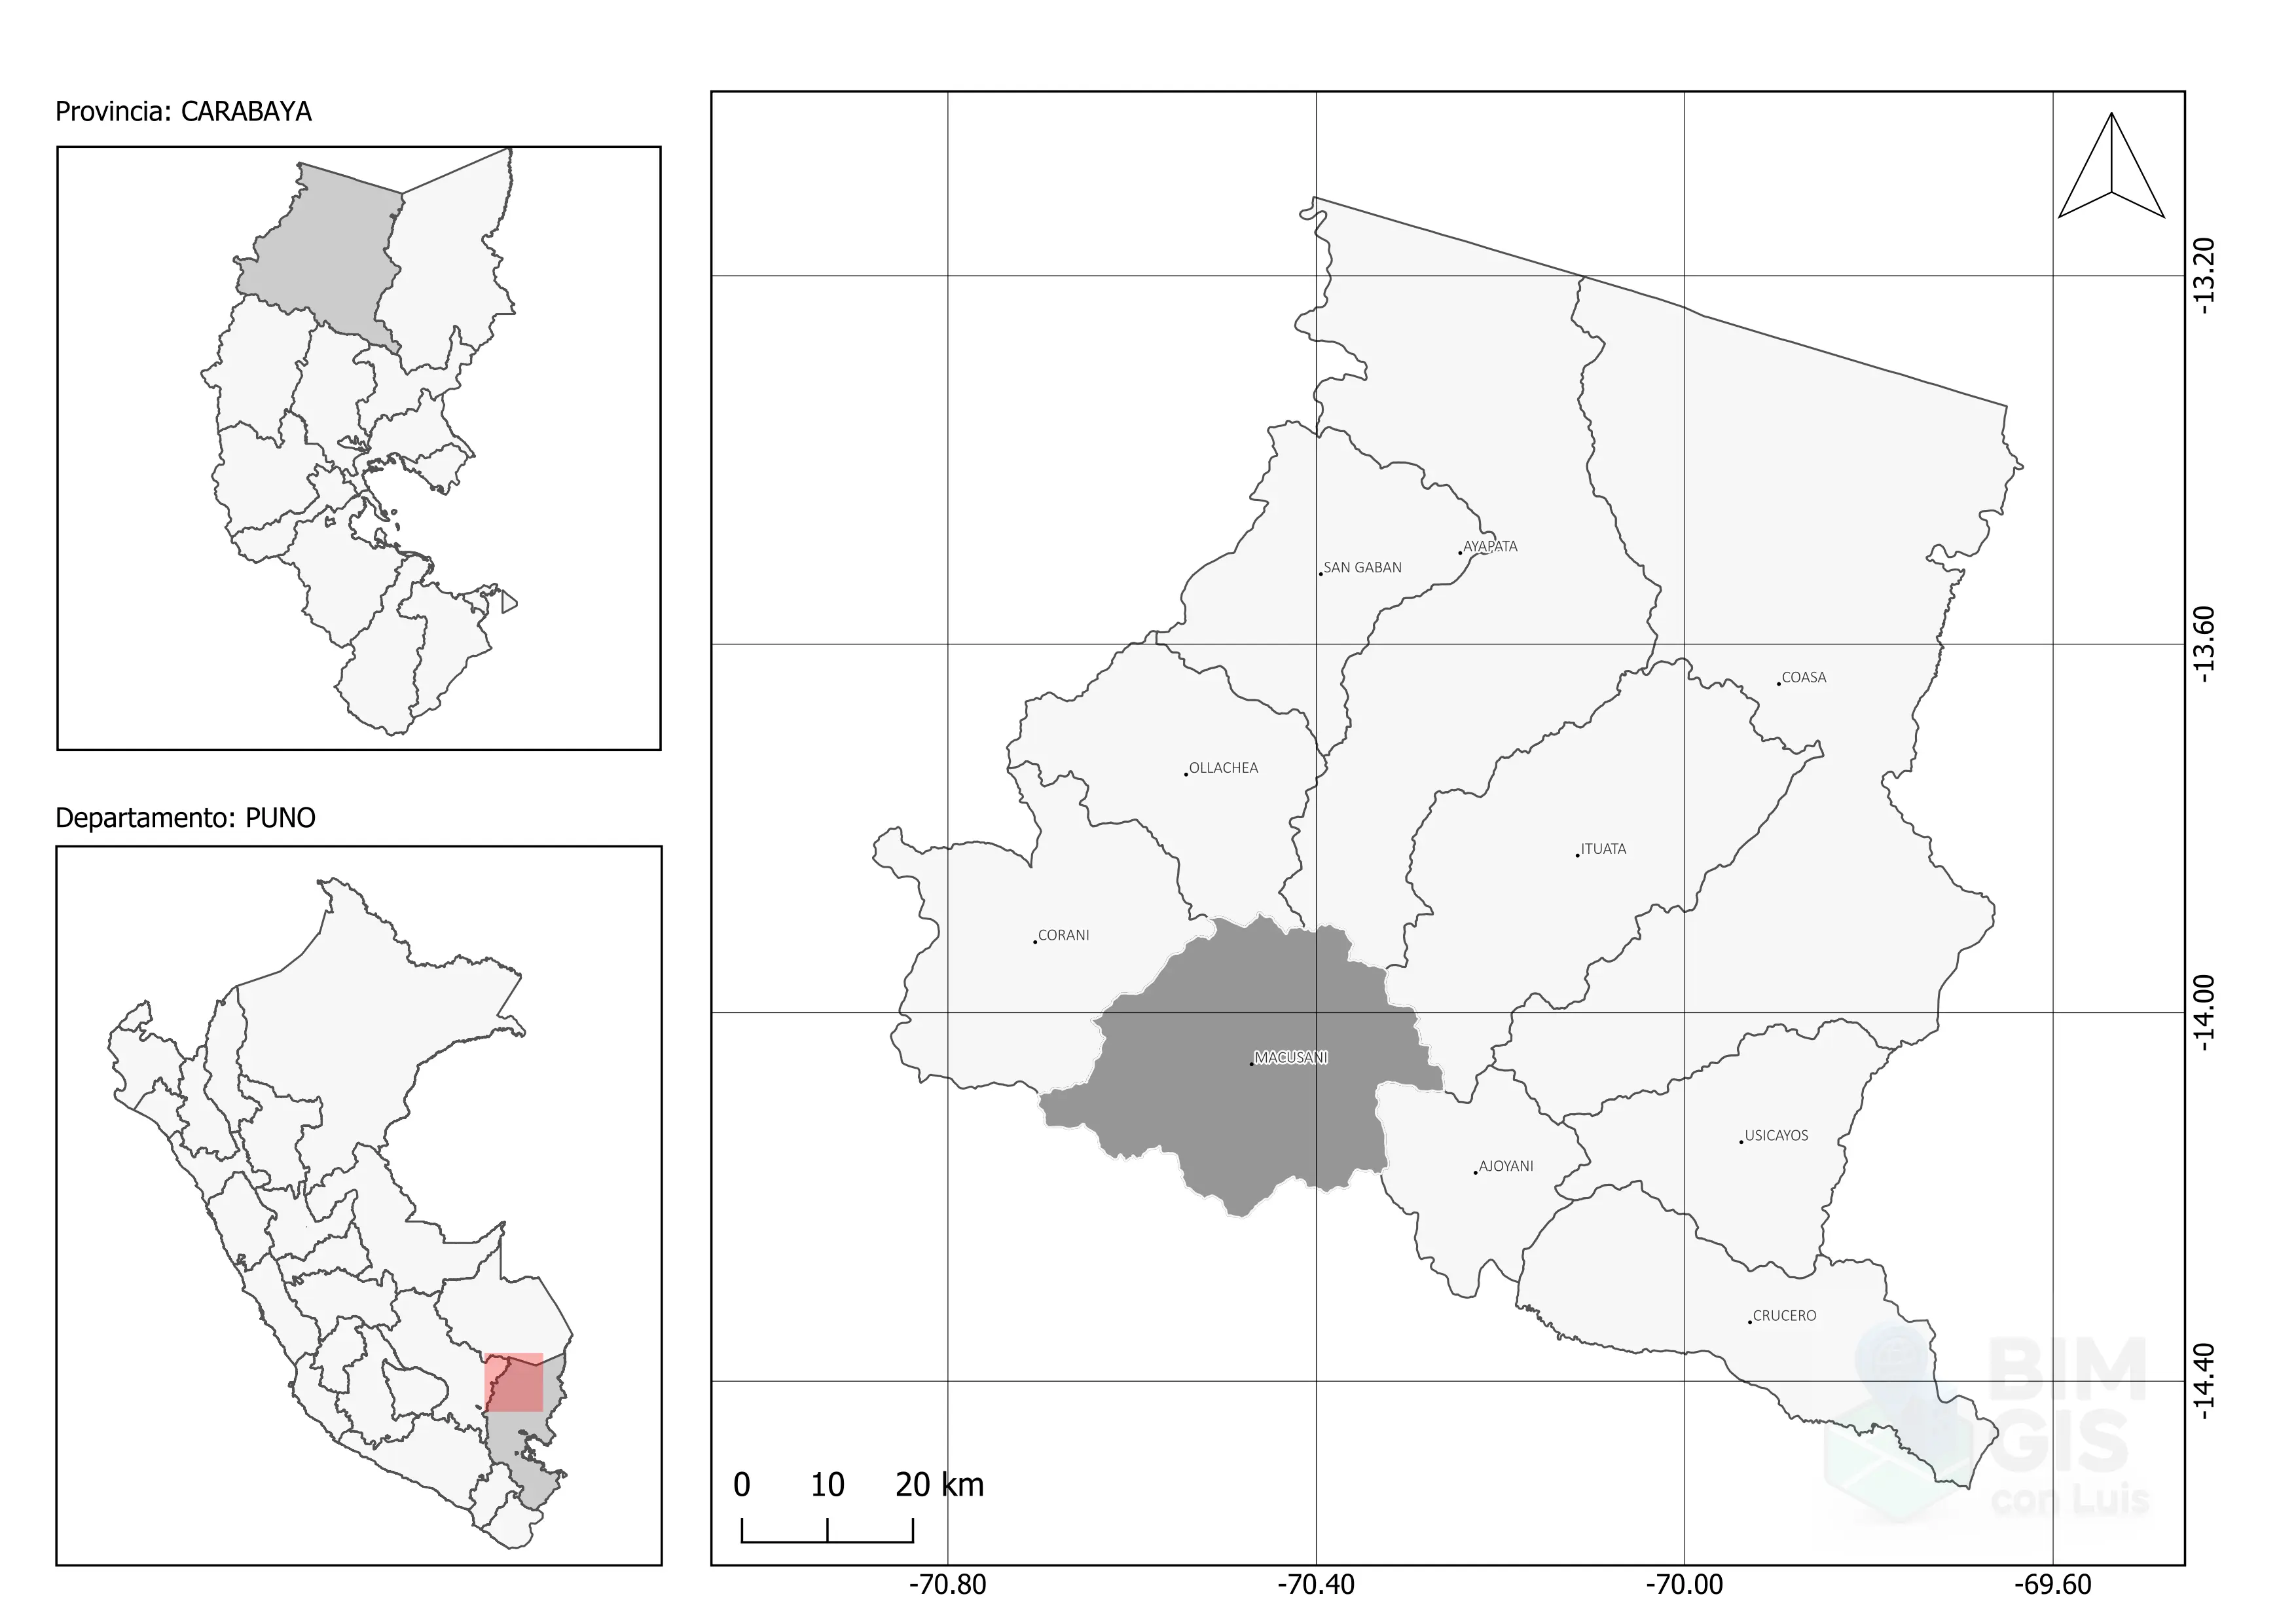 Provincia: CARABAYA
Departamento: PUNO
AYAPATA
SAN GABAN
COASA
OLLACHEA
ITUATA
CORANI
MACUSANI
USICAYOS
AJOYANI
CRUCERO
-13.20
-13.60
-14.00
-14.40
0 10 20 km
-70.80 -70.40 -70.00 -69.60
BIM
GIS
con Luis